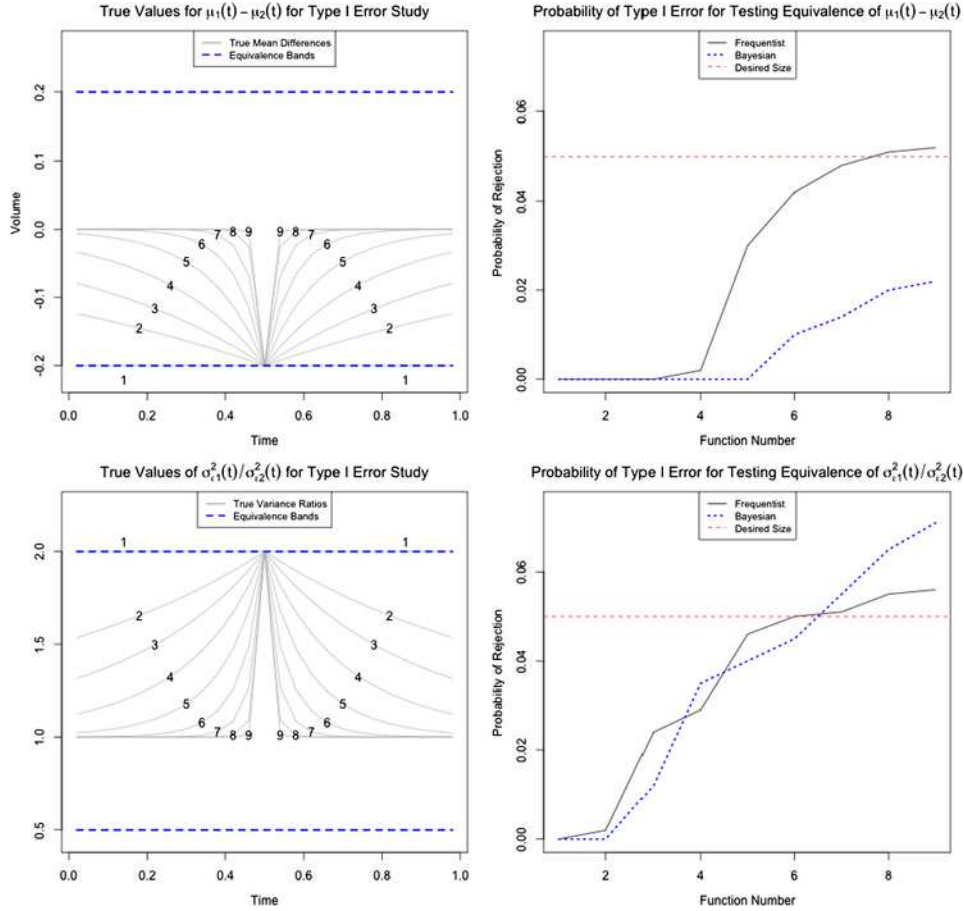 True Values for μ₁(t) − μ₂(t) for Type I Error Study
True Mean Differences
Equivalence Bands
Volume
0.2
0.1
0.0
-0.1
-0.2
9 9
8 8
7 7
6 6
5 5
4 4
3 3
2 2
1 1
0.0 0.2 0.4 0.6 0.8 1.0
Time
Probability of Type I Error for Testing Equivalence of μ₁(t) − μ₂(t)
Frequentist
Bayesian
Desired Size
Probability of Rejection
0.06
0.04
0.02
0.00
2 4 6 8
Function Number
True Values of σ²ε1(t)/σ²ε2(t) for Type I Error Study
True Variance Ratios
Equivalence Bands
2.0
1.5
1.0
0.5
1 1
2 2
3 3
4 4
5 5
6 6
7 7
8 8
9 9
0.0 0.2 0.4 0.6 0.8 1.0
Time
Probability of Type I Error for Testing Equivalence of σ²ε1(t)/σ²ε2(t)
Frequentist
Bayesian
Desired Size
Probability of Rejection
0.06
0.04
0.02
0.00
2 4 6 8
Function Number